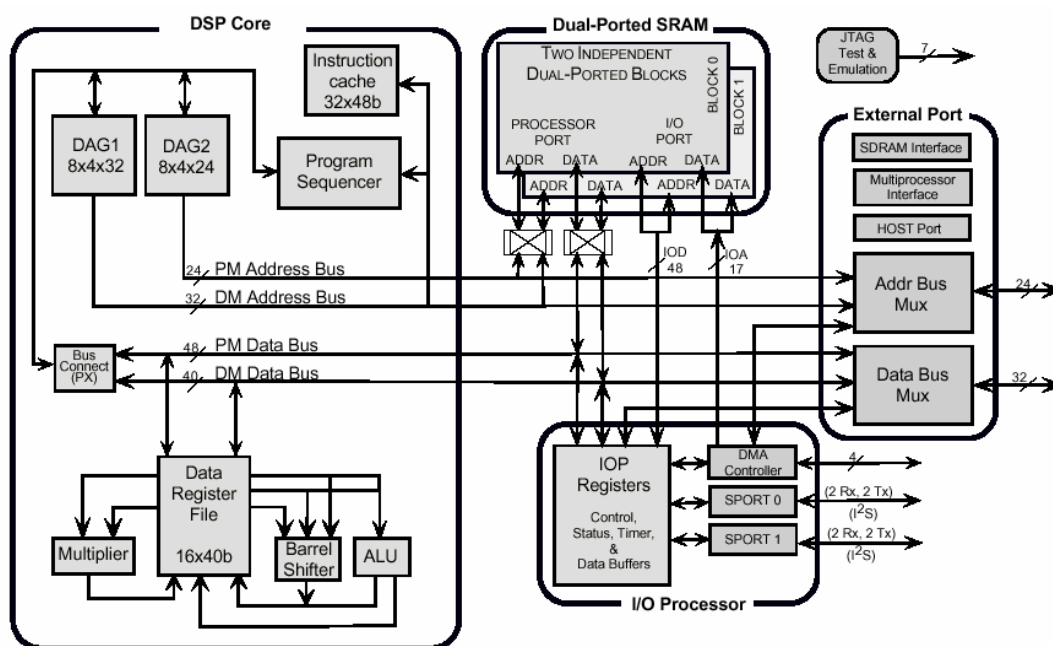 DSP Core
Instruction
cache
32x48b
DAG1
8x4x32
DAG2
8x4x24
Program
Sequencer
Dual-Ported SRAM
TWO INDEPENDENT
DUAL-PORTED BLOCKS
BLOCK 0
BLOCK 1
PROCESSOR
PORT
I/O
PORT
ADDR
DATA
ADDR
DATA
ADDR
DATA
ADDR
DATA
JTAG
Test &
Emulation
7
External Port
SDRAM Interface
Multiprocessor
Interface
HOST Port
Addr Bus
Mux
24
Data Bus
Mux
32
IOD
48
IOA
17
24 PM Address Bus
32 DM Address Bus
Bus
Connect
(PX)
48 PM Data Bus
40 DM Data Bus
Data
Register
File
16x40b
Multiplier
Barrel
Shifter
ALU
IOP
Registers
Control,
Status, Timer,
&
Data Buffers
DMA
Controller
4
SPORT 0
(2 Rx, 2 Tx)
(I2S)
SPORT 1
(2 Rx, 2 Tx)
(I2S)
I/O Processor